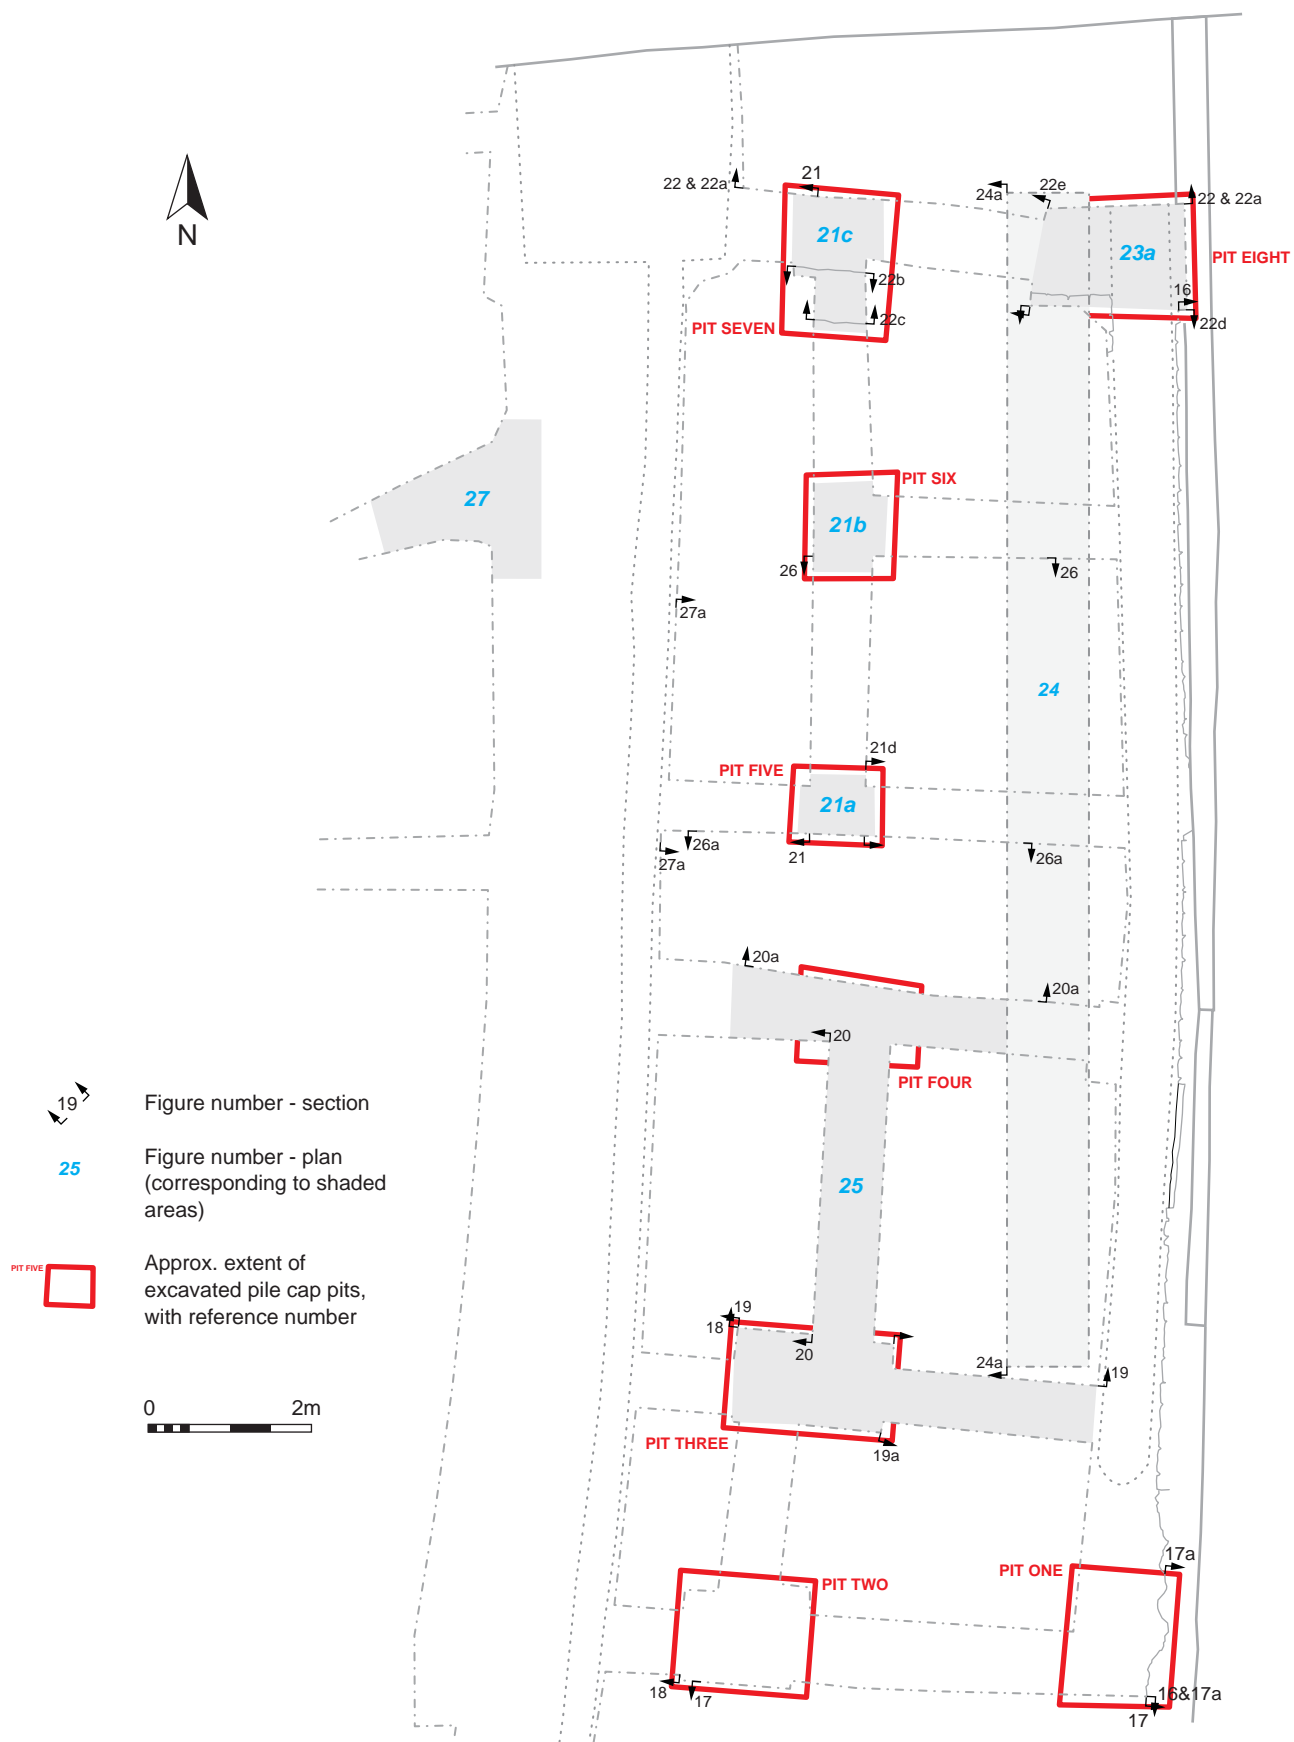 21
22 & 22a
24a
22e
22 & 22a
N
21c
23a
PIT EIGHT
22b
16
22c
22d
PIT SEVEN
PIT SIX
27
21b
26
26
27a
24
21d
PIT FIVE
21a
26a
21
26a
27a
20a
20a
20
PIT FOUR
19
Figure number - section
25
Figure number - plan
(corresponding to shaded
areas)
25
PIT FIVE
Approx. extent of
excavated pile cap pits,
with reference number
19
18
20
24a
19
0
2m
PIT THREE
19a
17a
PIT ONE
PIT TWO
18
17
16&17a
17